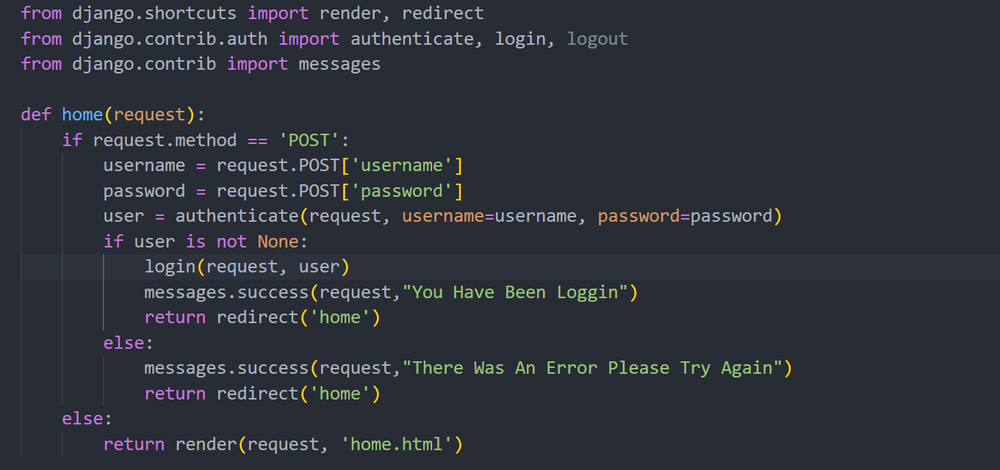 from django.shortcuts import render, redirect
from django.contrib.auth import authenticate, login, logout
from django.contrib import messages

def home(request):
    if request.method == 'POST':
        username = request.POST['username']
        password = request.POST['password']
        user = authenticate(request, username=username, password=password)
        if user is not None:
            login(request, user)
            messages.success(request,"You Have Been Loggin")
            return redirect('home')
        else:
            messages.success(request,"There Was An Error Please Try Again")
            return redirect('home')
    else:
        return render(request, 'home.html')